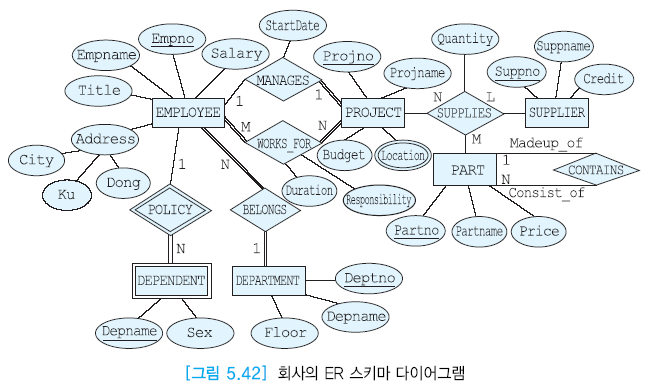 StartDate
Empno
Empname
Salary
Projno
Quantity
Suppname
Suppno
Title
MANAGES
Projname
Credit
1
1
N
L
EMPLOYEE
PROJECT
SUPPLIES
SUPPLIER
M
N
M
Address
WORKS_FOR
Budget
Location
Madeup_of
City
1
N
PART
1
CONTAINS
Ku
Dong
Duration
Responsibility
N
Consist_of
POLICY
BELONGS
Partno
Partname
Price
N
1
DEPENDENT
DEPARTMENT
Deptno
Depname
Depname
Sex
Floor
[그림 5.42] 회사의 ER 스키마 다이어그램